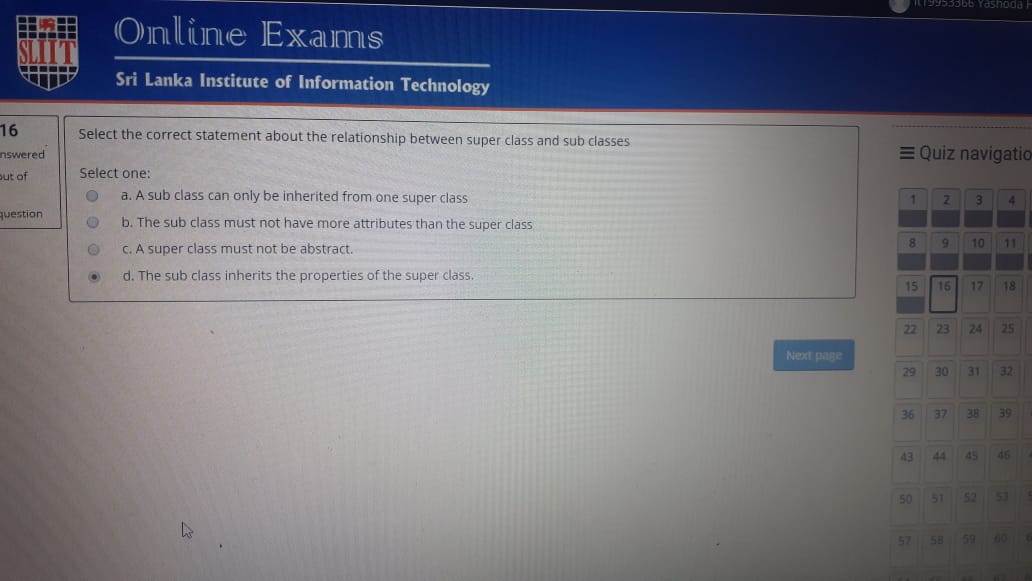 it19953366 Yashoda
SLIIT
Online Exams
Sri Lanka Institute of Information Technology
16
nswered
out of
question
Select the correct statement about the relationship between super class and sub classes
Select one:
a. A sub class can only be inherited from one super class
b. The sub class must not have more attributes than the super class
c. A super class must not be abstract.
d. The sub class inherits the properties of the super class.
Next page
Quiz navigatio
1 2 3 4
8 9 10 11
15 16 17 18
22 23 24 25
29 30 31 32
36 37 38 39
43 44 45 46
50 51 52 53
57 58 59 60